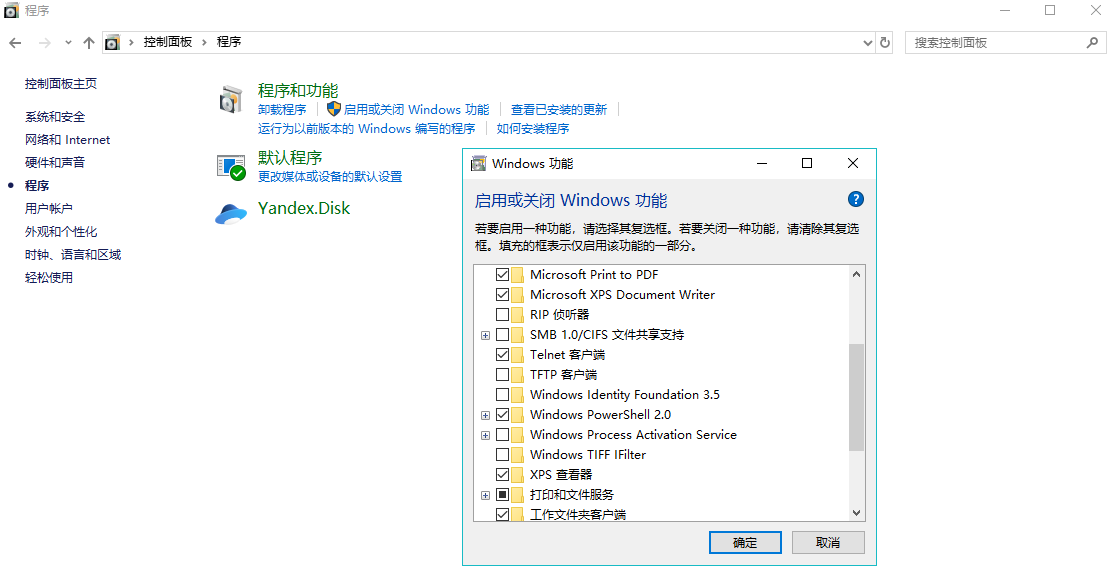 程序
控制面板 程序
搜索控制面板
控制面板主页
系统和安全
网络和 Internet
硬件和声音
程序
用户帐户
外观和个性化
时钟、语言和区域
轻松使用
程序和功能
卸载程序 启用或关闭 Windows 功能 查看已安装的更新
运行为以前版本的 Windows 编写的程序 如何安装程序
默认程序
更改媒体或设备的默认设置
Yandex.Disk
Windows 功能
启用或关闭 Windows 功能
若要启用一种功能，请选择其复选框。若要关闭一种功能，请清除其复选
框。填充的框表示仅启用该功能的一部分。
Microsoft Print to PDF
Microsoft XPS Document Writer
RIP 侦听器
SMB 1.0/CIFS 文件共享支持
Telnet 客户端
TFTP 客户端
Windows Identity Foundation 3.5
Windows PowerShell 2.0
Windows Process Activation Service
Windows TIFF IFilter
XPS 查看器
打印和文件服务
工作文件夹客户端
确定 取消